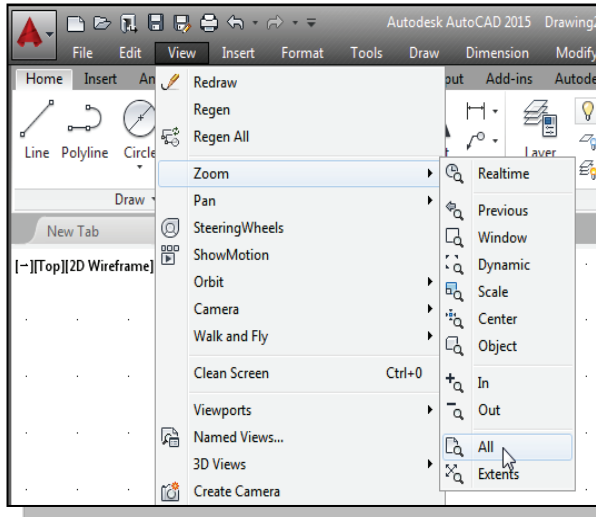 Autodesk AutoCAD 2015 Drawing2
File Edit View Insert Format Tools Draw Dimension Modify
Home Insert An put Add-ins Autode
Line Polyline Circle Layer
Draw
New Tab
[−][Top][2D Wireframe]
Redraw
Regen
Regen All
Zoom
Pan
SteeringWheels
ShowMotion
Orbit
Camera
Walk and Fly
Clean Screen Ctrl+0
Viewports
Named Views...
3D Views
Create Camera
Realtime
Previous
Window
Dynamic
Scale
Center
Object
In
Out
All
Extents